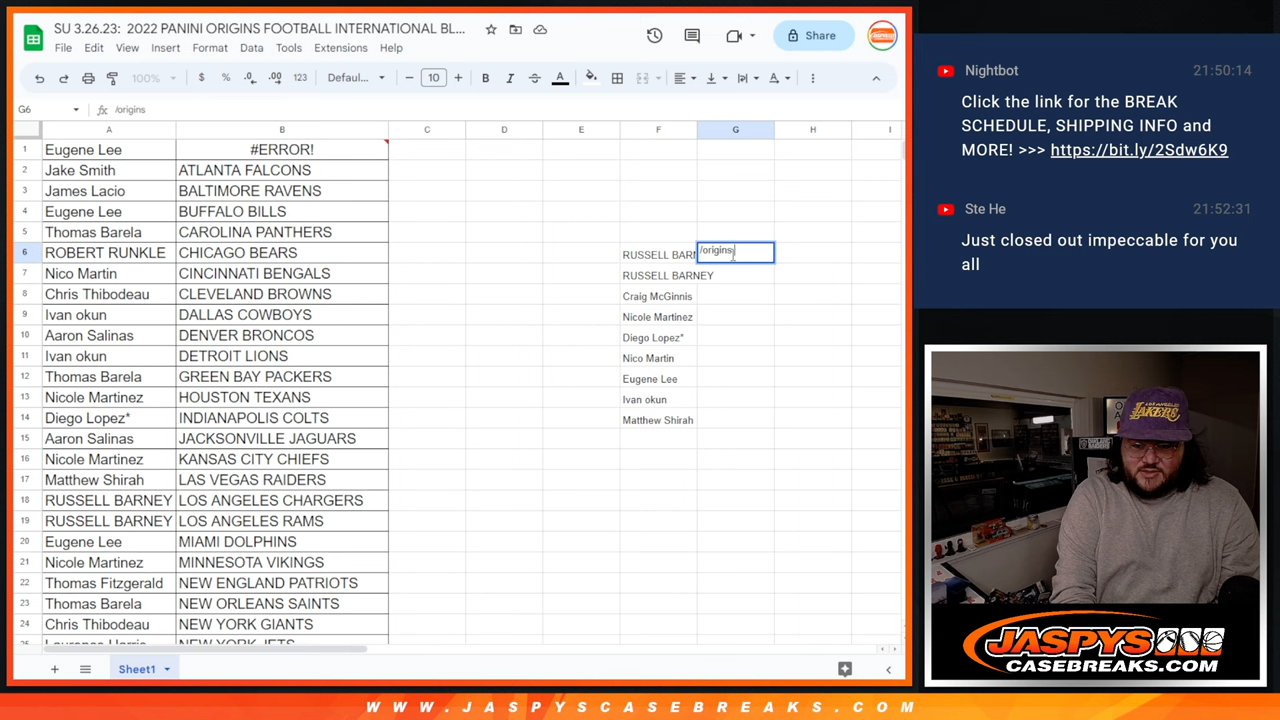 SU 3.26.23: 2022 PANINI ORIGINS FOOTBALL INTERNATIONAL BL...
File Edit View Insert Format Data Tools Extensions Help
Share
100% $ % .0 .00 123 Defaul... 10 B I A
G6 fx /origins
A B C D E F G H I
1 Eugene Lee #ERROR!
2 Jake Smith ATLANTA FALCONS
3 James Lacio BALTIMORE RAVENS
4 Eugene Lee BUFFALO BILLS
5 Thomas Barela CAROLINA PANTHERS
6 ROBERT RUNKLE CHICAGO BEARS RUSSELL BARN /origins
7 Nico Martin CINCINNATI BENGALS RUSSELL BARNEY
8 Chris Thibodeau CLEVELAND BROWNS Craig McGinnis
9 Ivan okun DALLAS COWBOYS Nicole Martinez
10 Aaron Salinas DENVER BRONCOS Diego Lopez*
11 Ivan okun DETROIT LIONS Nico Martin
12 Thomas Barela GREEN BAY PACKERS Eugene Lee
13 Nicole Martinez HOUSTON TEXANS Ivan okun
14 Diego Lopez* INDIANAPOLIS COLTS Matthew Shirah
15 Aaron Salinas JACKSONVILLE JAGUARS
16 Nicole Martinez KANSAS CITY CHIEFS
17 Matthew Shirah LAS VEGAS RAIDERS
18 RUSSELL BARNEY LOS ANGELES CHARGERS
19 RUSSELL BARNEY LOS ANGELES RAMS
20 Eugene Lee MIAMI DOLPHINS
21 Nicole Martinez MINNESOTA VIKINGS
22 Thomas Fitzgerald NEW ENGLAND PATRIOTS
23 Thomas Barela NEW ORLEANS SAINTS
24 Chris Thibodeau NEW YORK GIANTS
NEW YORK JETS
Sheet1
Nightbot 21:50:14
Click the link for the BREAK
SCHEDULE, SHIPPING INFO and
MORE! >>> https://bit.ly/2Sdw6K9
Ste He 21:52:31
Just closed out impeccable for you
all
LAKERS
JASPYS
CASEBREAKS.COM
WWW.JASPYSCASEBREAKS.COM